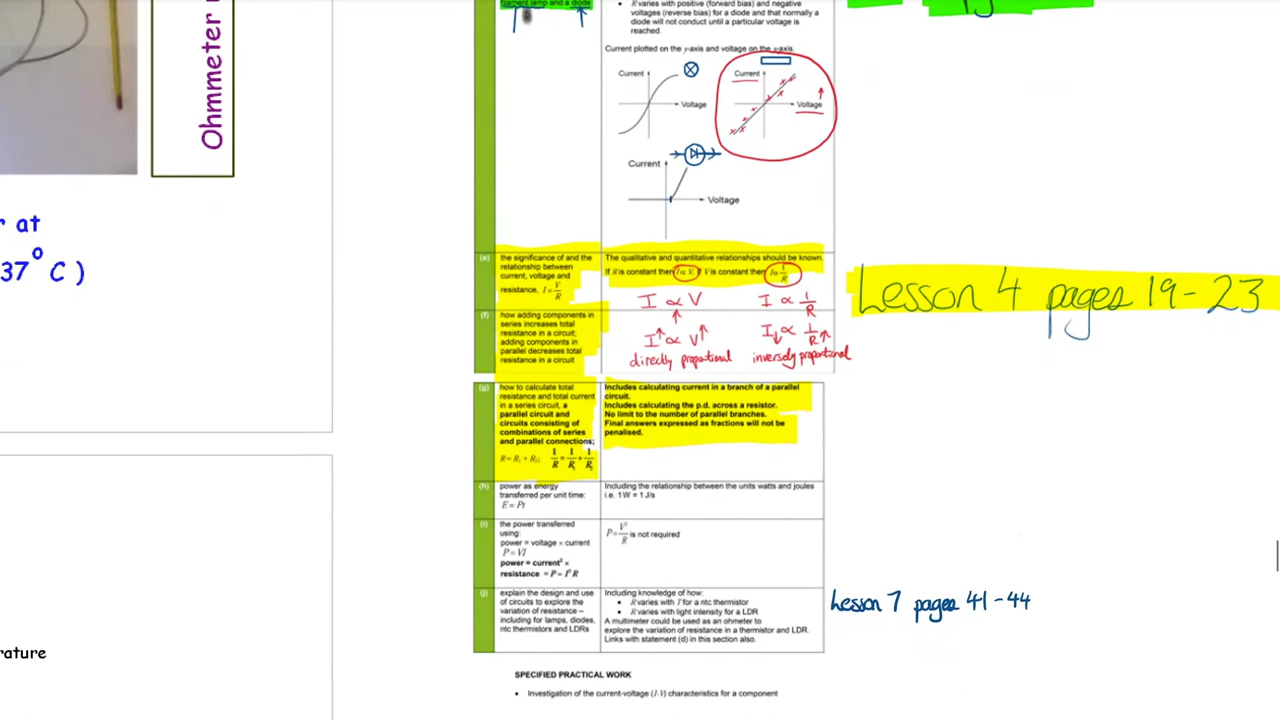 filament lamp and a diode
R varies with positive (forward bias) and negative
voltages (reverse bias) for a diode and that normally a
diode will not conduct until a particular voltage is
reached.
Current plotted on the y-axis and voltage on the x-axis.
Current
Voltage
Current
Voltage
Current
Voltage
Ohmmeter
r at
37° C )
(e) the significance of and the
relationship between
current, voltage and
resistance, I = V/R
The qualitative and quantitative relationships should be known.
If R is constant then I α V. If V is constant then I α 1/R
I ∝ V
I ∝ 1/R
I↑ ∝ V↑
I↓ ∝ 1/R↑
directly proportional
inversely proportional
Lesson 4 pages 19-23
(f) how adding components in
series increases total
resistance in a circuit;
adding components in
parallel decreases total
resistance in a circuit
(g) how to calculate total
resistance and total current
in a series circuit, a
parallel circuit and
circuits consisting of
combinations of series
and parallel connections;
R = R₁ + R₂; 1/R = 1/R₁ + 1/R₂
Includes calculating current in a branch of a parallel
circuit.
Includes calculating the p.d. across a resistor.
No limit to the number of parallel branches.
Final answers expressed as fractions will not be
penalised.
(h) power as energy
transferred per unit time;
E = Pt
Including the relationship between the units watts and joules
i.e. 1 W = 1 J/s
(i) the power transferred
using:
power = voltage × current
P = VI
power = current² ×
resistance = P = I²R
P = V²/R is not required
(j) explain the design and use
of circuits to explore the
variation of resistance –
including for lamps, diodes,
ntc thermistors and LDRs
Including knowledge of how:
• R varies with T for a ntc thermistor
• R varies with light intensity for a LDR
A multimeter could be used as an ohmeter to
explore the variation of resistance in a thermistor and LDR.
Links with statement (d) in this section also.
Lesson 7 pages 41-44
rature
SPECIFIED PRACTICAL WORK
• Investigation of the current-voltage (I-V) characteristics for a component